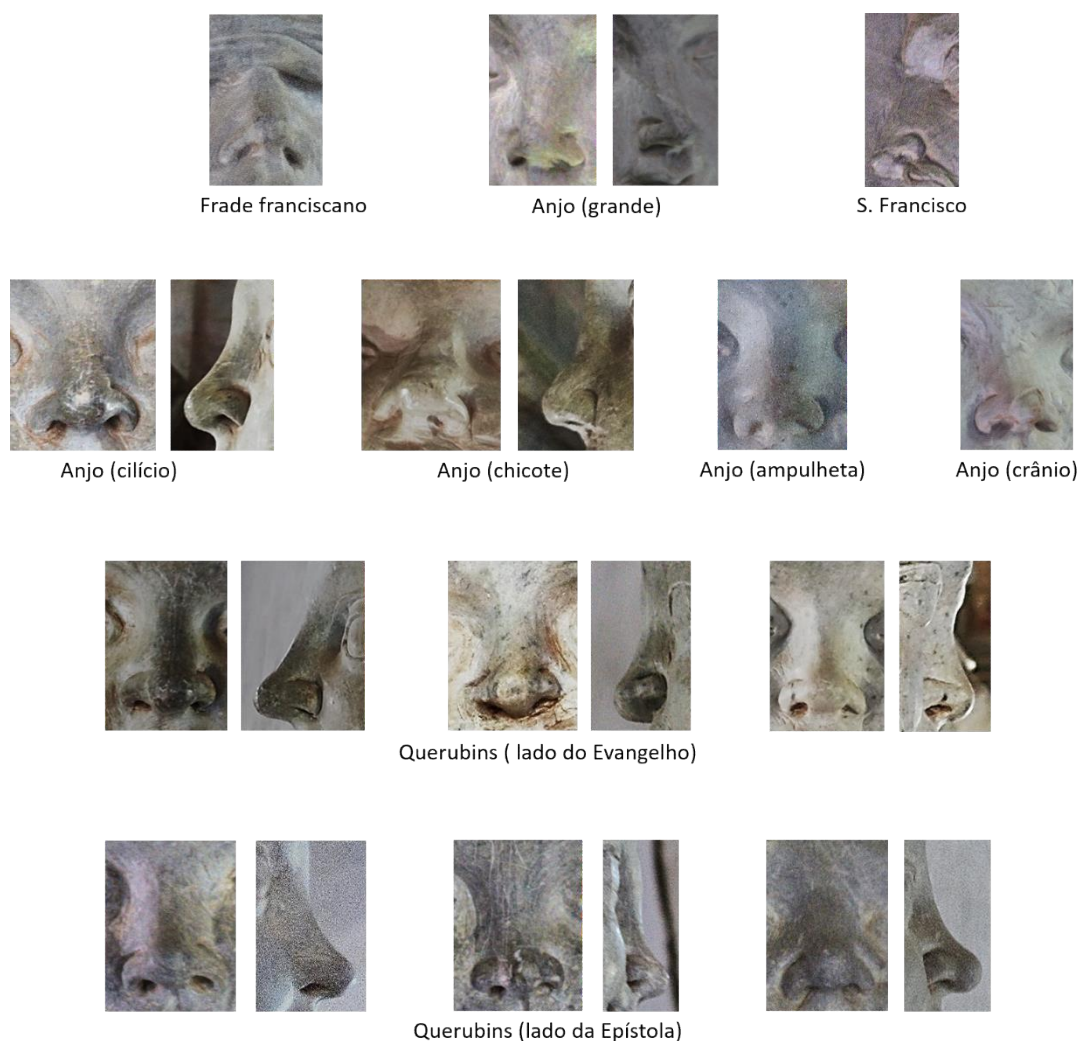 Frade franciscano
Anjo (grande)
S. Francisco
Anjo (cilício)
Anjo (chicote)
Anjo (ampulheta)
Anjo (crânio)
Querubins ( lado do Evangelho)
Querubins (lado da Epístola)